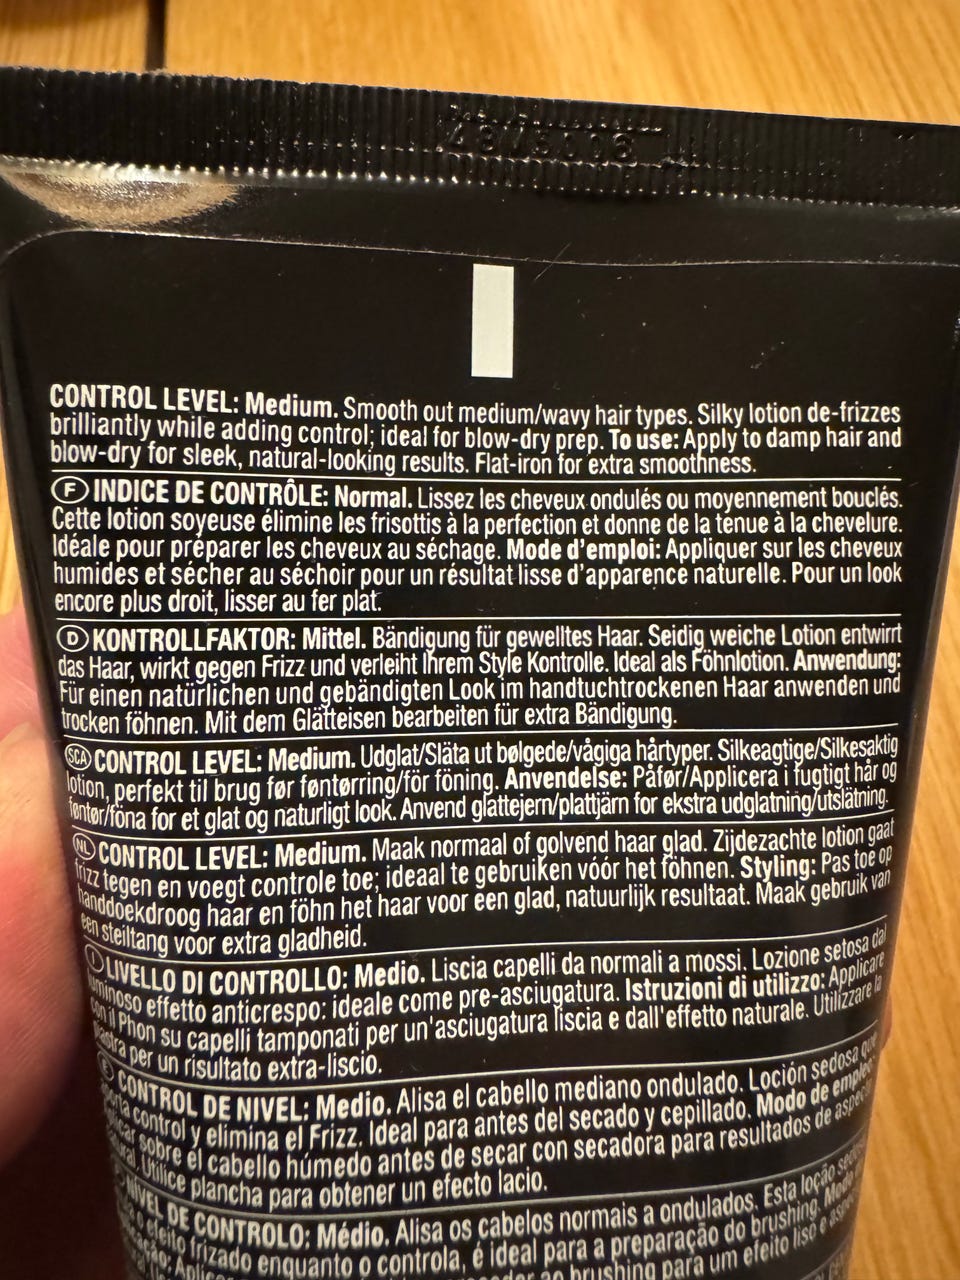 CONTROL LEVEL: Medium. Smooth out medium/wavy hair types. Silky lotion de-frizzes
brilliantly while adding control; ideal for blow-dry prep. To use: Apply to damp hair and
blow-dry for sleek, natural-looking results. Flat-iron for extra smoothness.
F INDICE DE CONTRÔLE: Normal. Lissez les cheveux ondulés ou moyennement bouclés.
Cette lotion soyeuse élimine les frisottis à la perfection et donne de la tenue à la chevelure.
Idéale pour préparer les cheveux au séchage. Mode d'emploi: Appliquer sur les cheveux
humides et sécher au séchoir pour un résultat lisse d'apparence naturelle. Pour un look
encore plus droit, lisser au fer plat.
D KONTROLLFAKTOR: Mittel. Bändigung für gewelltes Haar. Seidig weiche Lotion entwirrt
das Haar, wirkt gegen Frizz und verleiht Ihrem Style Kontrolle. Ideal als Föhnlotion. Anwendung:
Für einen natürlichen und gebändigten Look im handtuchtrockenen Haar anwenden und
trocken föhnen. Mit dem Glätteisen bearbeiten für extra Bändigung.
SCA CONTROL LEVEL: Medium. Udglat/Släta ut bølgede/vågiga hårtyper. Silkeagtige/Silkesaktig
lotion, perfekt til brug før føntørring/för föning. Anvendelse: Påfør/Applicera i fugtigt hår og
føntør/föna for et glat og naturligt look. Anvend glattejern/plattjärn for ekstra udglatning/utslätning.
NL CONTROL LEVEL: Medium. Maak normaal of golvend haar glad. Zijdezachte lotion gaat
frizz tegen en voegt controle toe; ideaal te gebruiken vóór het föhnen. Styling: Pas toe op
handdoekdroog haar en föhn het haar voor een glad, natuurlijk resultaat. Maak gebruik van
een steiltang voor extra gladheid.
I LIVELLO DI CONTROLLO: Medio. Liscia capelli da normali a mossi. Lozione setosa dal
luminoso effetto anticrespo: ideale come pre-asciugatura. Istruzioni di utilizzo: Applicare
con il Phon su capelli tamponati per un'asciugatura liscia e dall'effetto naturale. Utilizzare la
piastra per un risultato extra-liscio.
E CONTROL DE NIVEL: Medio. Alisa el cabello mediano ondulado. Loción sedosa que
control y elimina el Frizz. Ideal para antes del secado y cepillado. Modo de empleo
sobre el cabello húmedo antes de secar con secadora para resultados de
Utilice plancha para obtener un efecto lacio.
NÍVEL DE CONTROLO: Médio. Alisa os cabelos normais a ondulados. Esta loção
efeito frizado enquanto o controla, é ideal para a preparação do brushing.
ao brushing para um efeito liso e